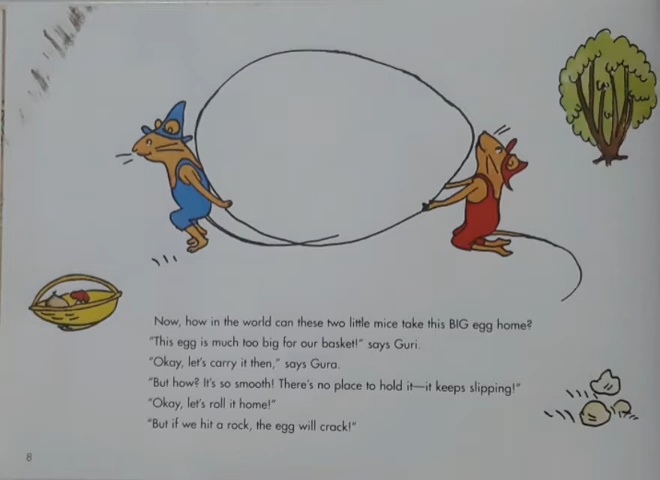 Now, how in the world can these two little mice take this BIG egg home?
"This egg is much too big for our basket!" says Guri.
"Okay, let's carry it then," says Gura.
"But how? It's so smooth! There's no place to hold it—it keeps slipping!"
"Okay, let's roll it home!"
"But if we hit a rock, the egg will crack!"
8